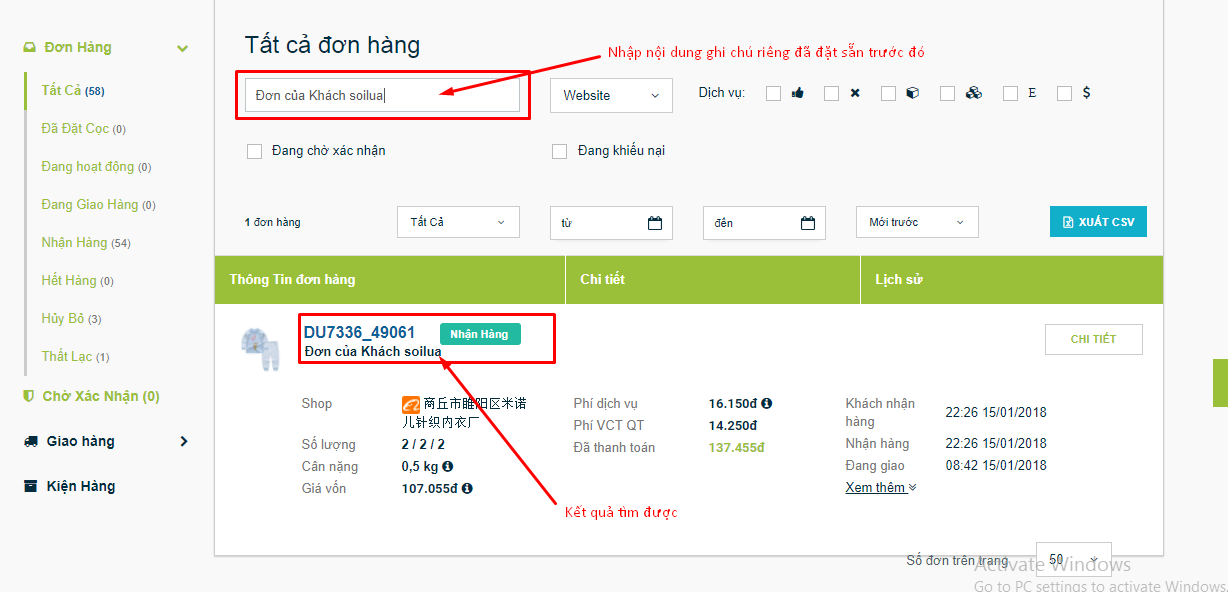 Đơn Hàng
Tất Cả (58)
Đã Đặt Cọc (0)
Đang hoạt động (0)
Đang Giao Hàng (0)
Nhận Hàng (54)
Hết Hàng (0)
Hủy Bỏ (3)
Thất Lạc (1)
Chờ Xác Nhận (0)
Giao hàng
Kiện Hàng
Tất cả đơn hàng
Nhập nội dung ghi chú riêng đã đặt sẵn trước đó
Đơn của Khách soilua
Website
Dịch vụ:
E
$
Đang chờ xác nhận
Đang khiếu nại
1 đơn hàng
Tất Cả
từ
đến
Mới trước
XUẤT CSV
Thông Tin đơn hàng
Chi tiết
Lịch sử
DU7336_49061
Nhận Hàng
Đơn của Khách soilua
CHI TIẾT
Shop
商丘市睢阳区米诺
儿针织内衣厂
Số lượng
2 / 2 / 2
Cân nặng
0,5 kg
Giá vốn
107.055đ
Phí dịch vụ
16.150đ
Phí VCT QT
14.250đ
Đã thanh toán
137.455đ
Khách nhận
hàng
22:26 15/01/2018
Nhận hàng
22:26 15/01/2018
Đang giao
08:42 15/01/2018
Xem thêm
Kết quả tìm được
Số đơn trên trang
50
Activate Windows
Go to PC settings to activate Windows.